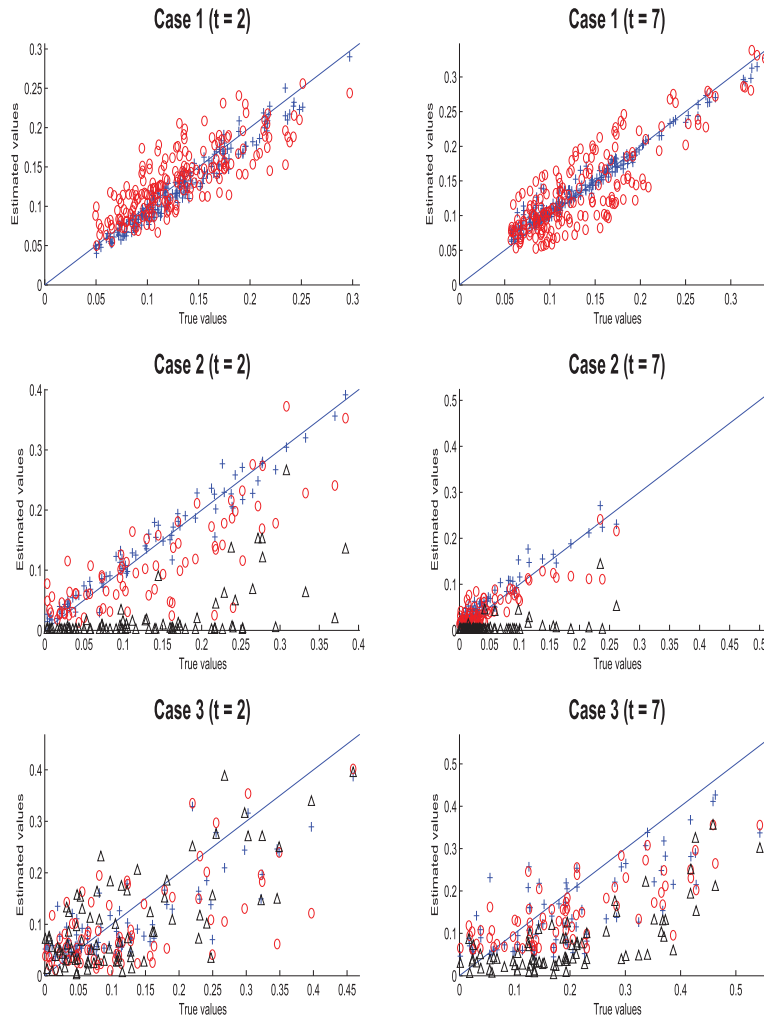 Case 1 (t = 2)
0.3
0.25
0.2
0.15
0.1
0.05
0
Estimated values
0 0.05 0.1 0.15 0.2 0.25 0.3
True values
Case 1 (t = 7)
0.3
0.2
0.1
0
Estimated values
0 0.05 0.1 0.15 0.2 0.25 0.3
True values
Case 2 (t = 2)
0.4
0.3
0.2
0.1
0
Estimated values
0 0.05 0.1 0.15 0.2 0.25 0.3 0.35 0.4
True values
Case 2 (t = 7)
0.5
0.4
0.3
0.2
0.1
0
Estimated values
0 0.05 0.1 0.15 0.2 0.25 0.3 0.35 0.4 0.45 0.5
True values
Case 3 (t = 2)
0.4
0.3
0.2
0.1
0
Estimated values
0 0.05 0.1 0.15 0.2 0.25 0.3 0.35 0.4 0.45
True values
Case 3 (t = 7)
0.5
0.4
0.3
0.2
0.1
0
Estimated values
0 0.1 0.2 0.3 0.4 0.5
True values